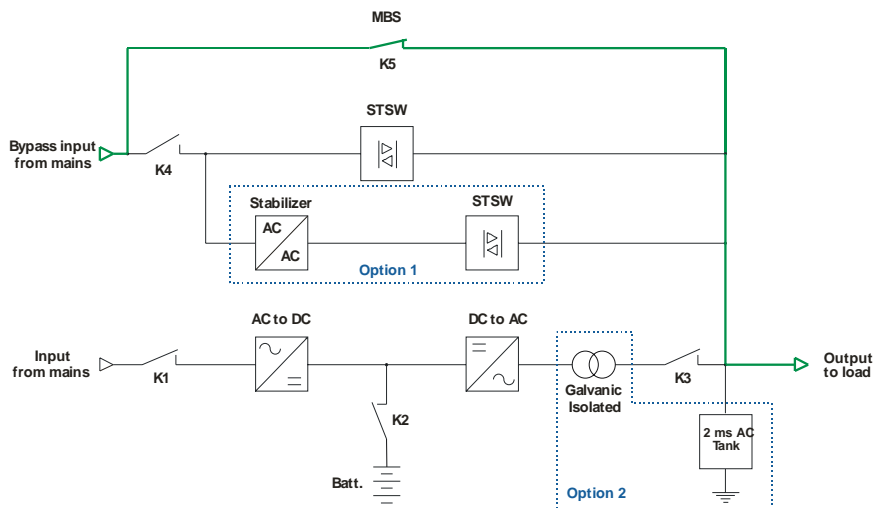 MBS
K5
STSW
Bypass input
from mains
K4
Stabilizer
STSW
AC
AC
Option 1
AC to DC
DC to AC
Input
from mains
K1
Galvanic
Isolated
K3
Output
to load
K2
2 ms AC
Tank
Batt.
Option 2